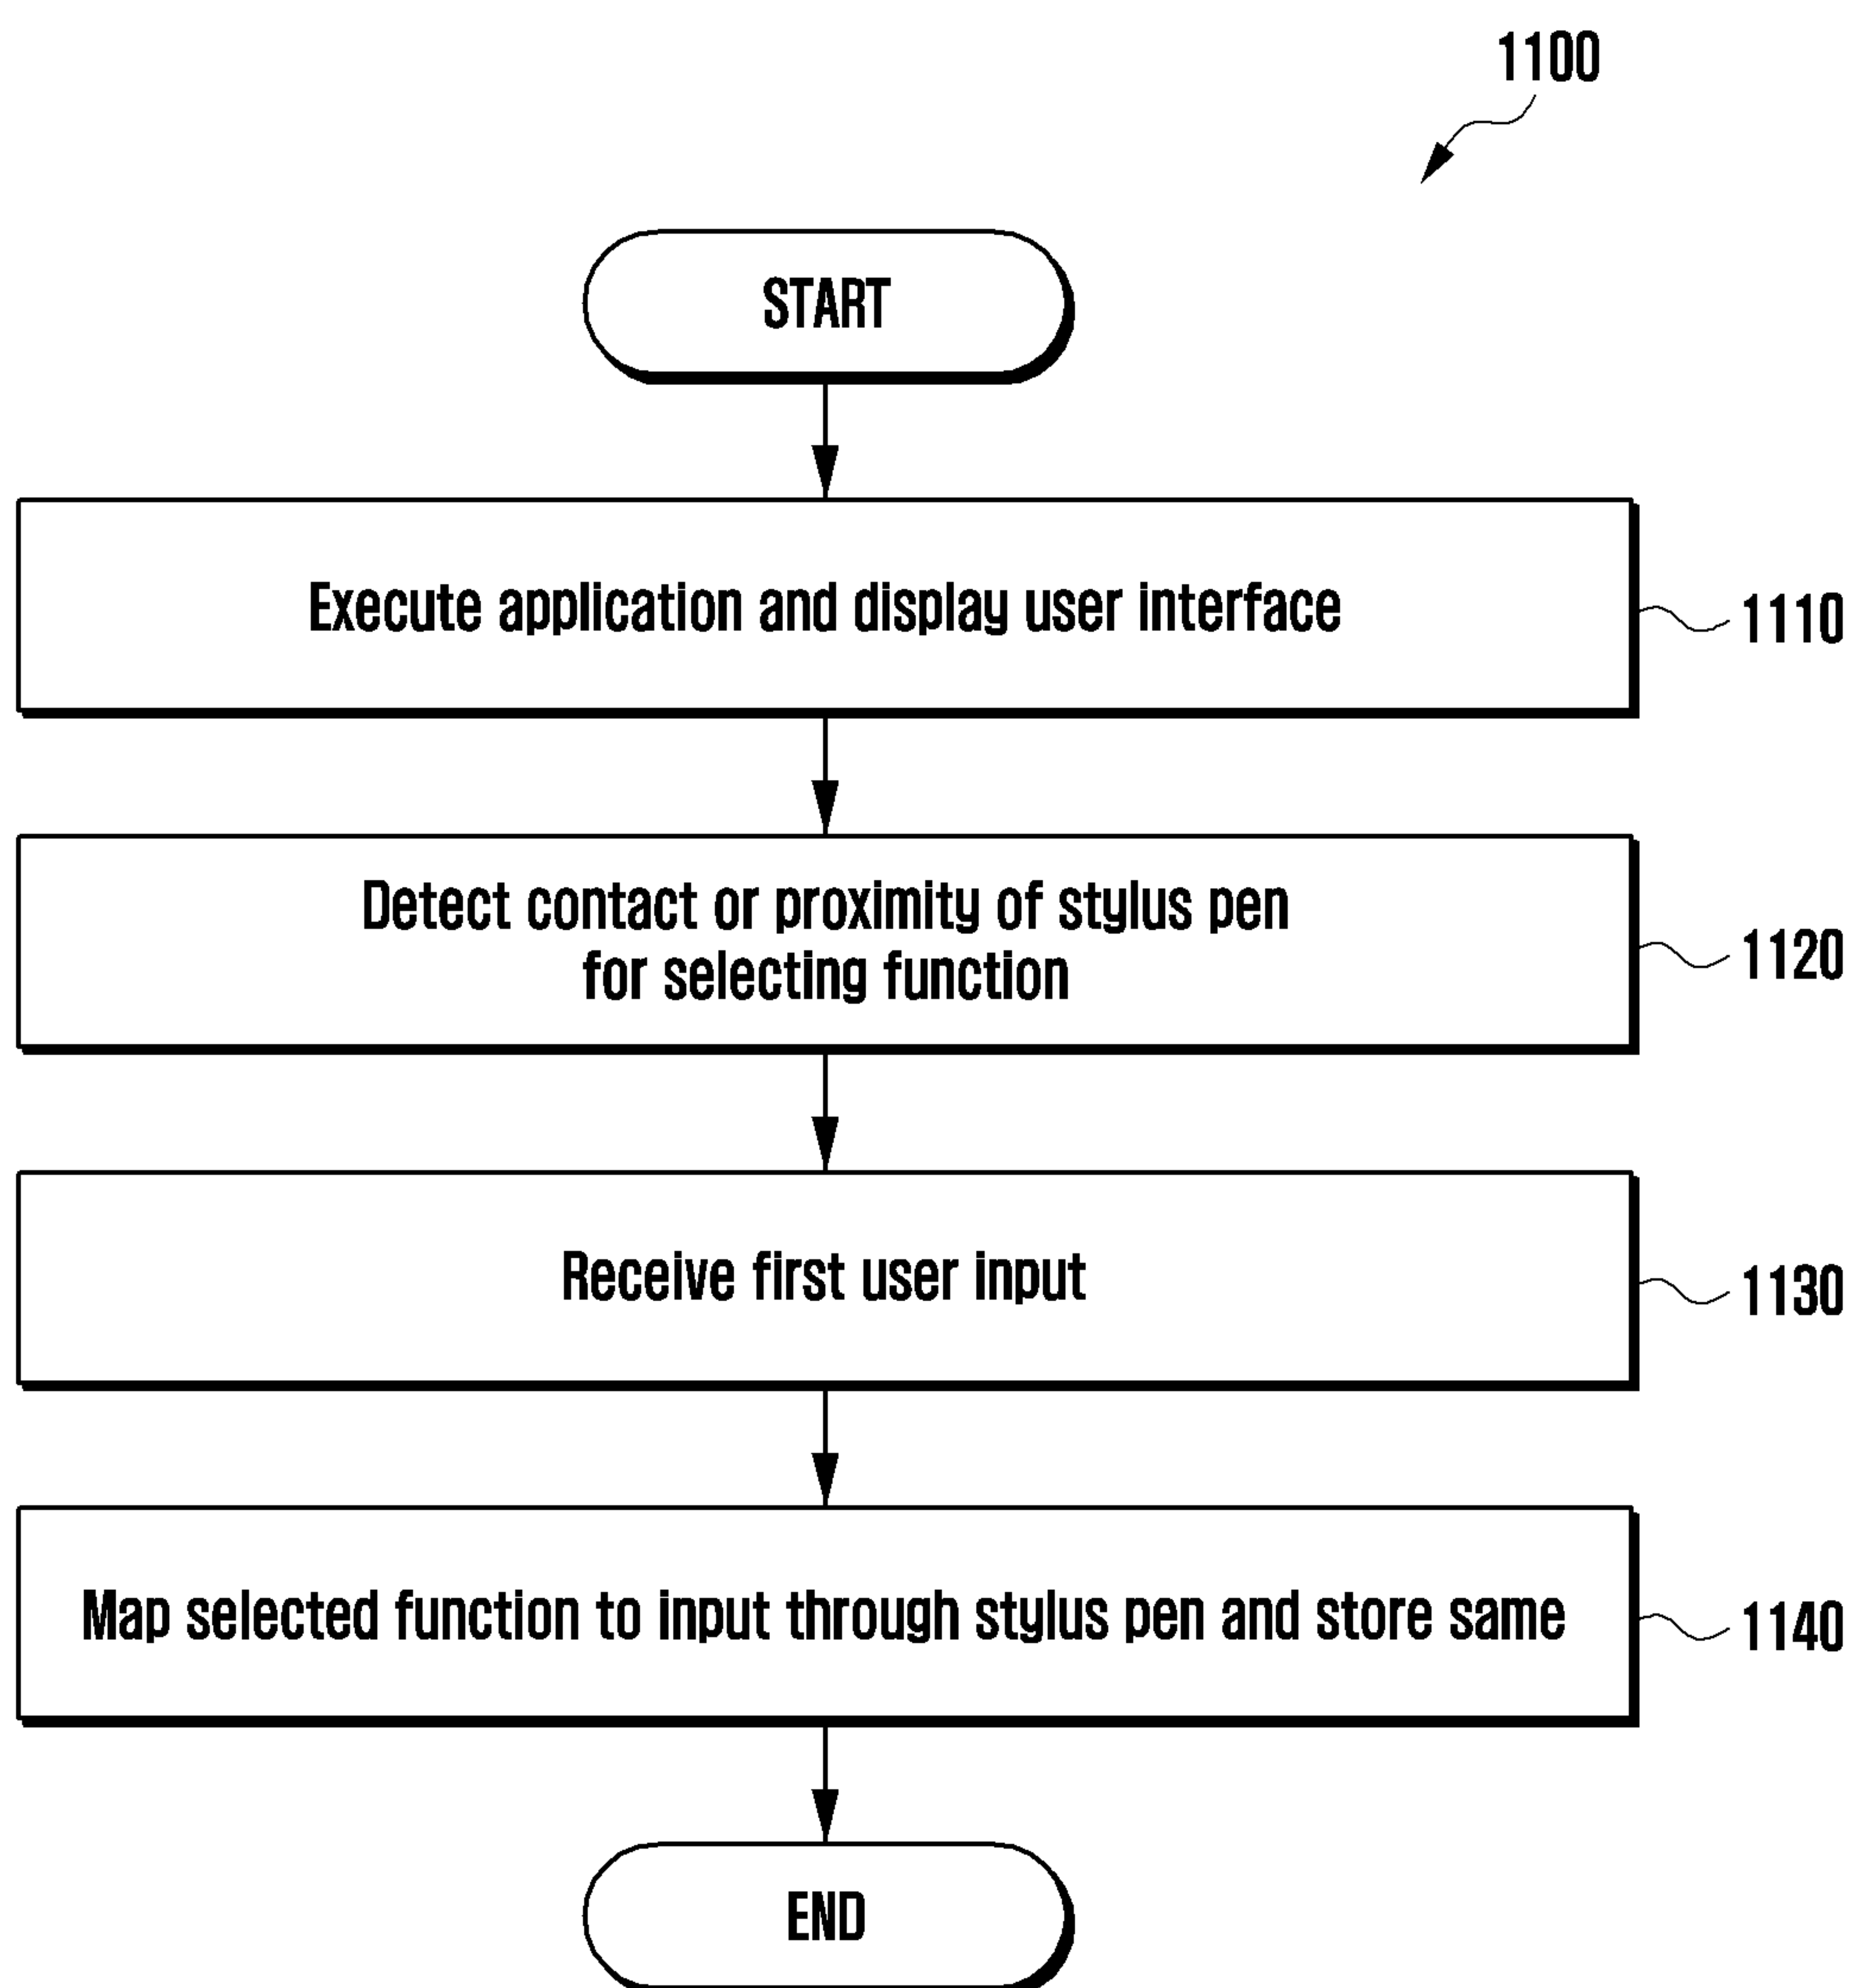 1100
START
Execute application and display user interface
1110
Detect contact or proximity of stylus pen
for selecting function
1120
Receive first user input
1130
Map selected function to input through stylus pen and store same
1140
END